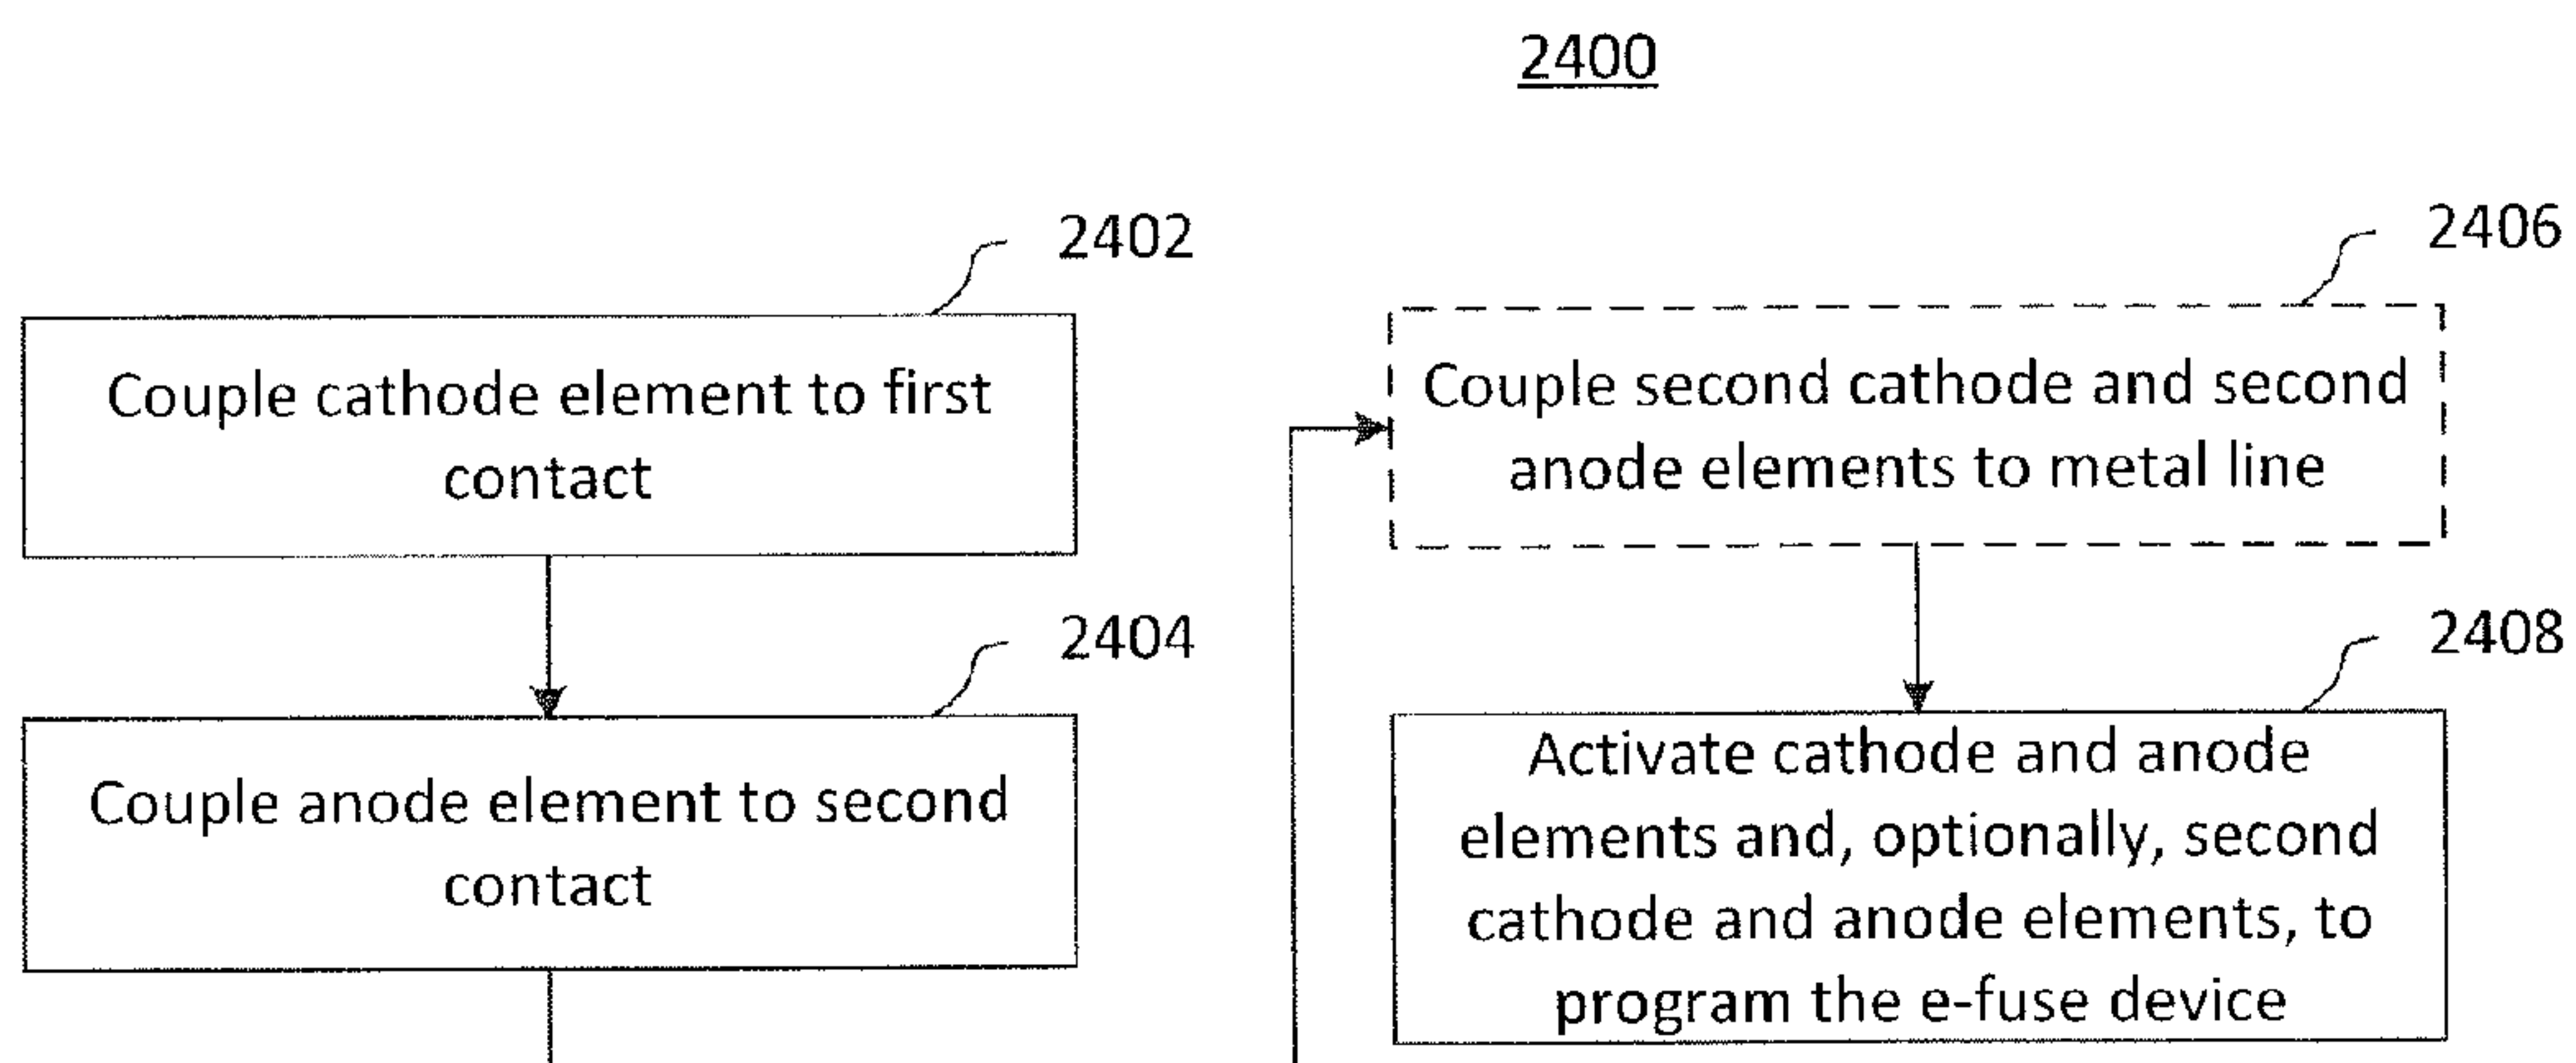 2400
2402
Couple cathode element to first
contact
2404
Couple anode element to second
contact
2406
Couple second cathode and second
anode elements to metal line
2408
Activate cathode and anode
elements and, optionally, second
cathode and anode elements, to
program the e-fuse device